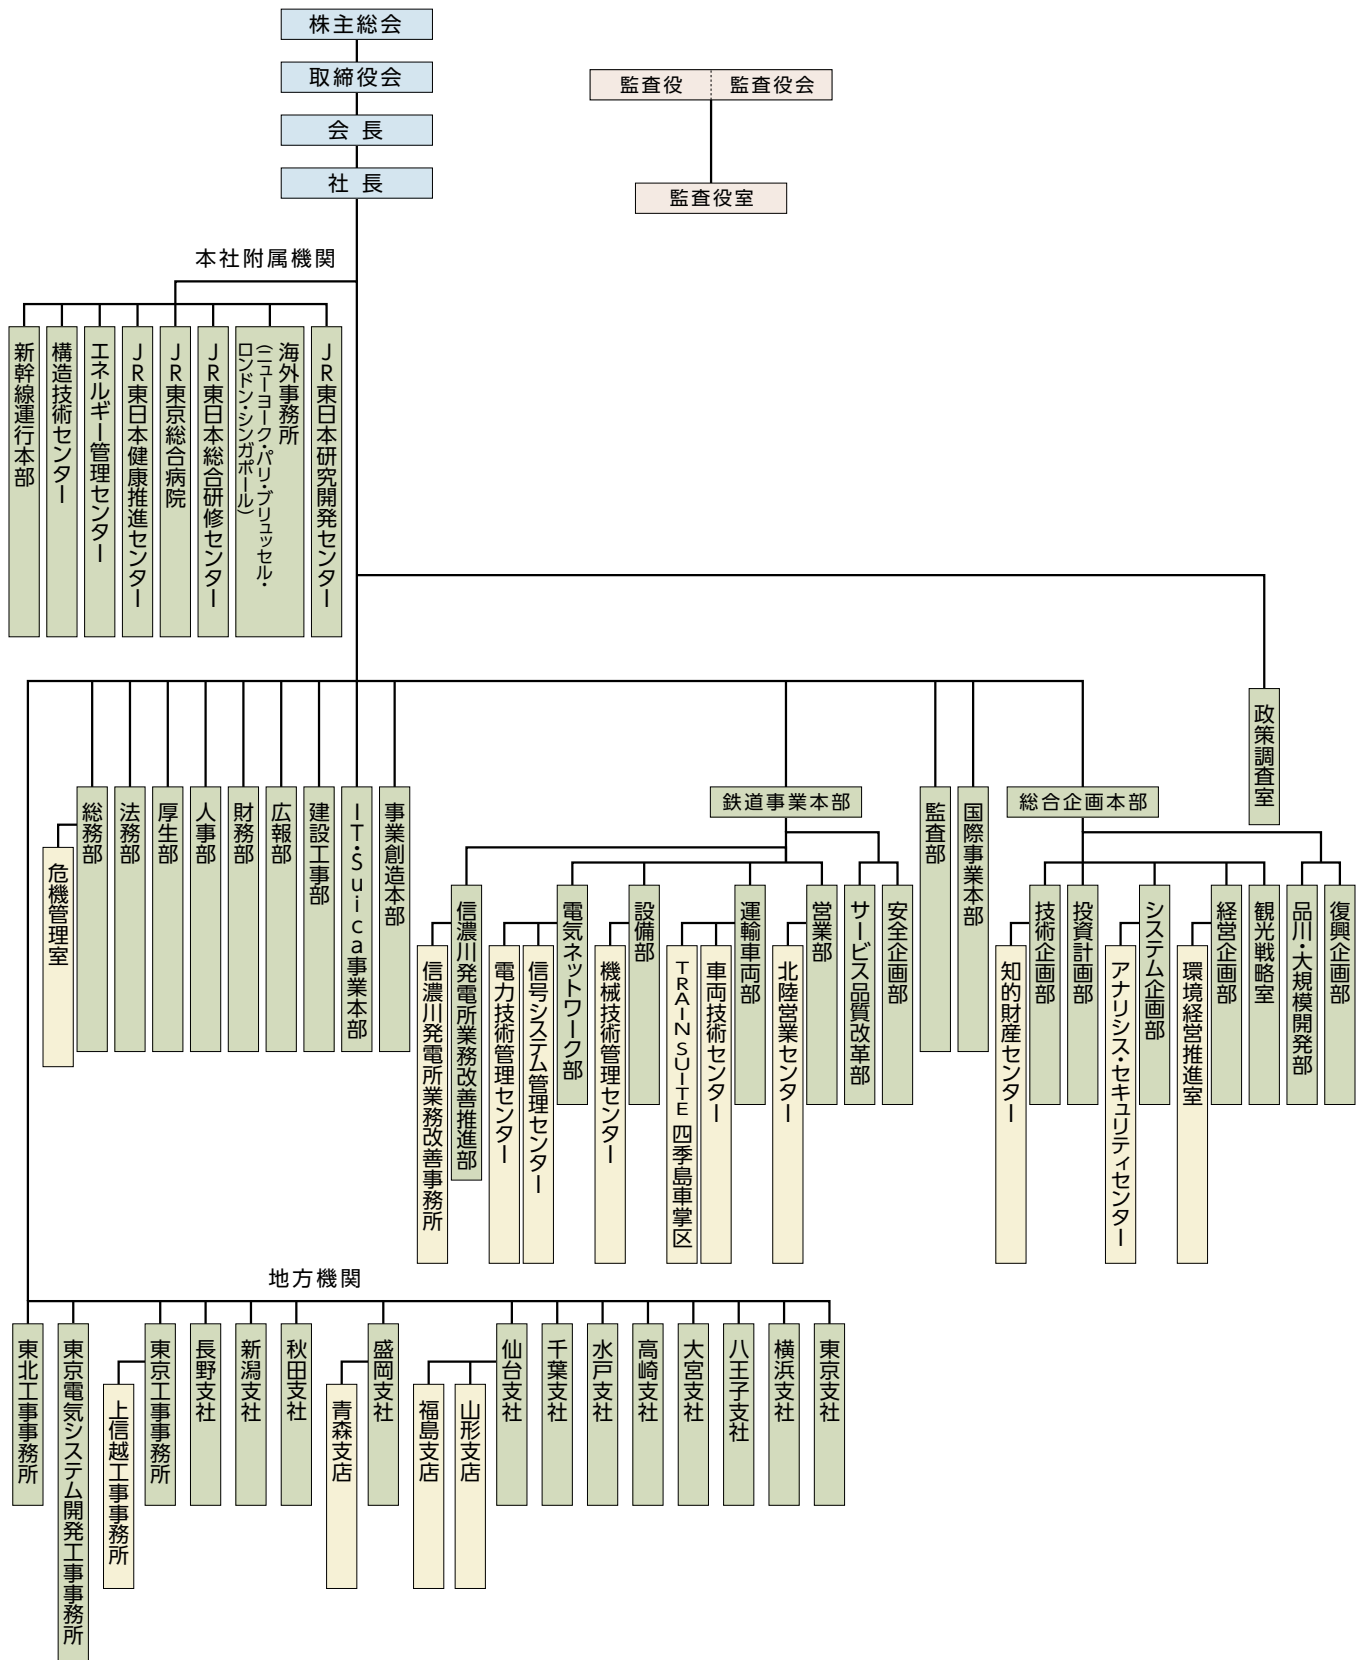 株主総会
取締役会
会長
社長
監査役
監査役会
監査役室
本社附属機関
JR東日本研究開発センター
海外事務所
(ニューヨーク・パリ・ブリュッセル・
ロンドン・シンガポール)
JR東日本総合研修センター
JR東京総合病院
JR東日本健康推進センター
エネルギー管理センター
構造技術センター
新幹線運行本部
政策調査室
総合企画本部
復興企画部
品川・大規模開発部
観光戦略室
経営企画部
環境経営推進室
システム企画部
アナリシス・セキュリティセンター
投資計画部
技術企画部
知的財産センター
国際事業本部
監査部
鉄道事業本部
安全企画部
サービス品質改革部
営業部
北陸営業センター
運輸車両部
車両技術センター
TRAIN SUITE 四季島車掌区
設備部
機械技術管理センター
電気ネットワーク部
信号システム管理センター
電力技術管理センター
信濃川発電所業務改善推進部
信濃川発電所業務改善事務所
事業創造本部
IT・Suica事業本部
建設工事部
広報部
財務部
人事部
厚生部
法務部
総務部
危機管理室
地方機関
東京支社
横浜支社
八王子支社
大宮支社
高崎支社
水戸支社
千葉支社
仙台支社
山形支店
福島支店
盛岡支社
青森支店
秋田支社
新潟支社
長野支社
東京工事事務所
上信越工事事務所
東京電気システム開発工事事務所
東北工事事務所